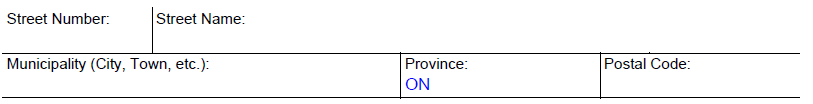 Street Number: Street Name:
Municipality (City, Town, etc.): Province: Postal Code:
ON